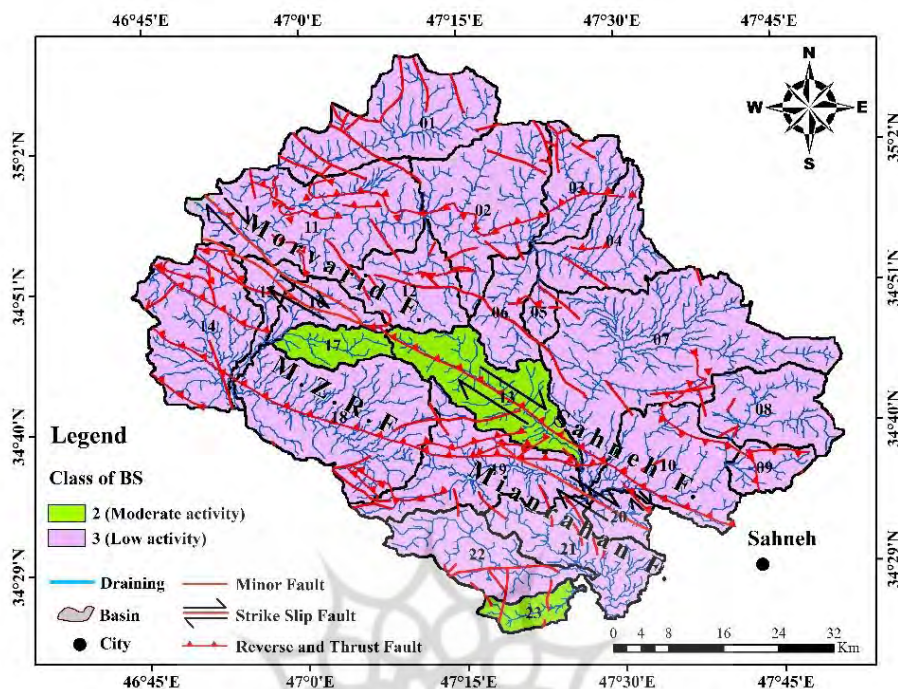 46°45'E 47°0'E 47°15'E 47°30'E 47°45'E
N
W E
S
35°2'N 35°2'N
34°51'N 34°51'N
34°40'N 34°40'N
34°29'N 34°29'N
01
02
03
04
11
Morvarid F.
06
05
07
14
17
13
08
M.Z.R.F.
18
Sahneh F.
10
09
19
Mianrahan F.
20
21
22
23
Sahneh
Legend
Class of BS
2 (Moderate activity)
3 (Low activity)
Draining
Basin
City
Minor Fault
Strike Slip Fault
Reverse and Thrust Fault
0 4 8 16 24 32
Km
46°45'E 47°0'E 47°15'E 47°30'E 47°45'E